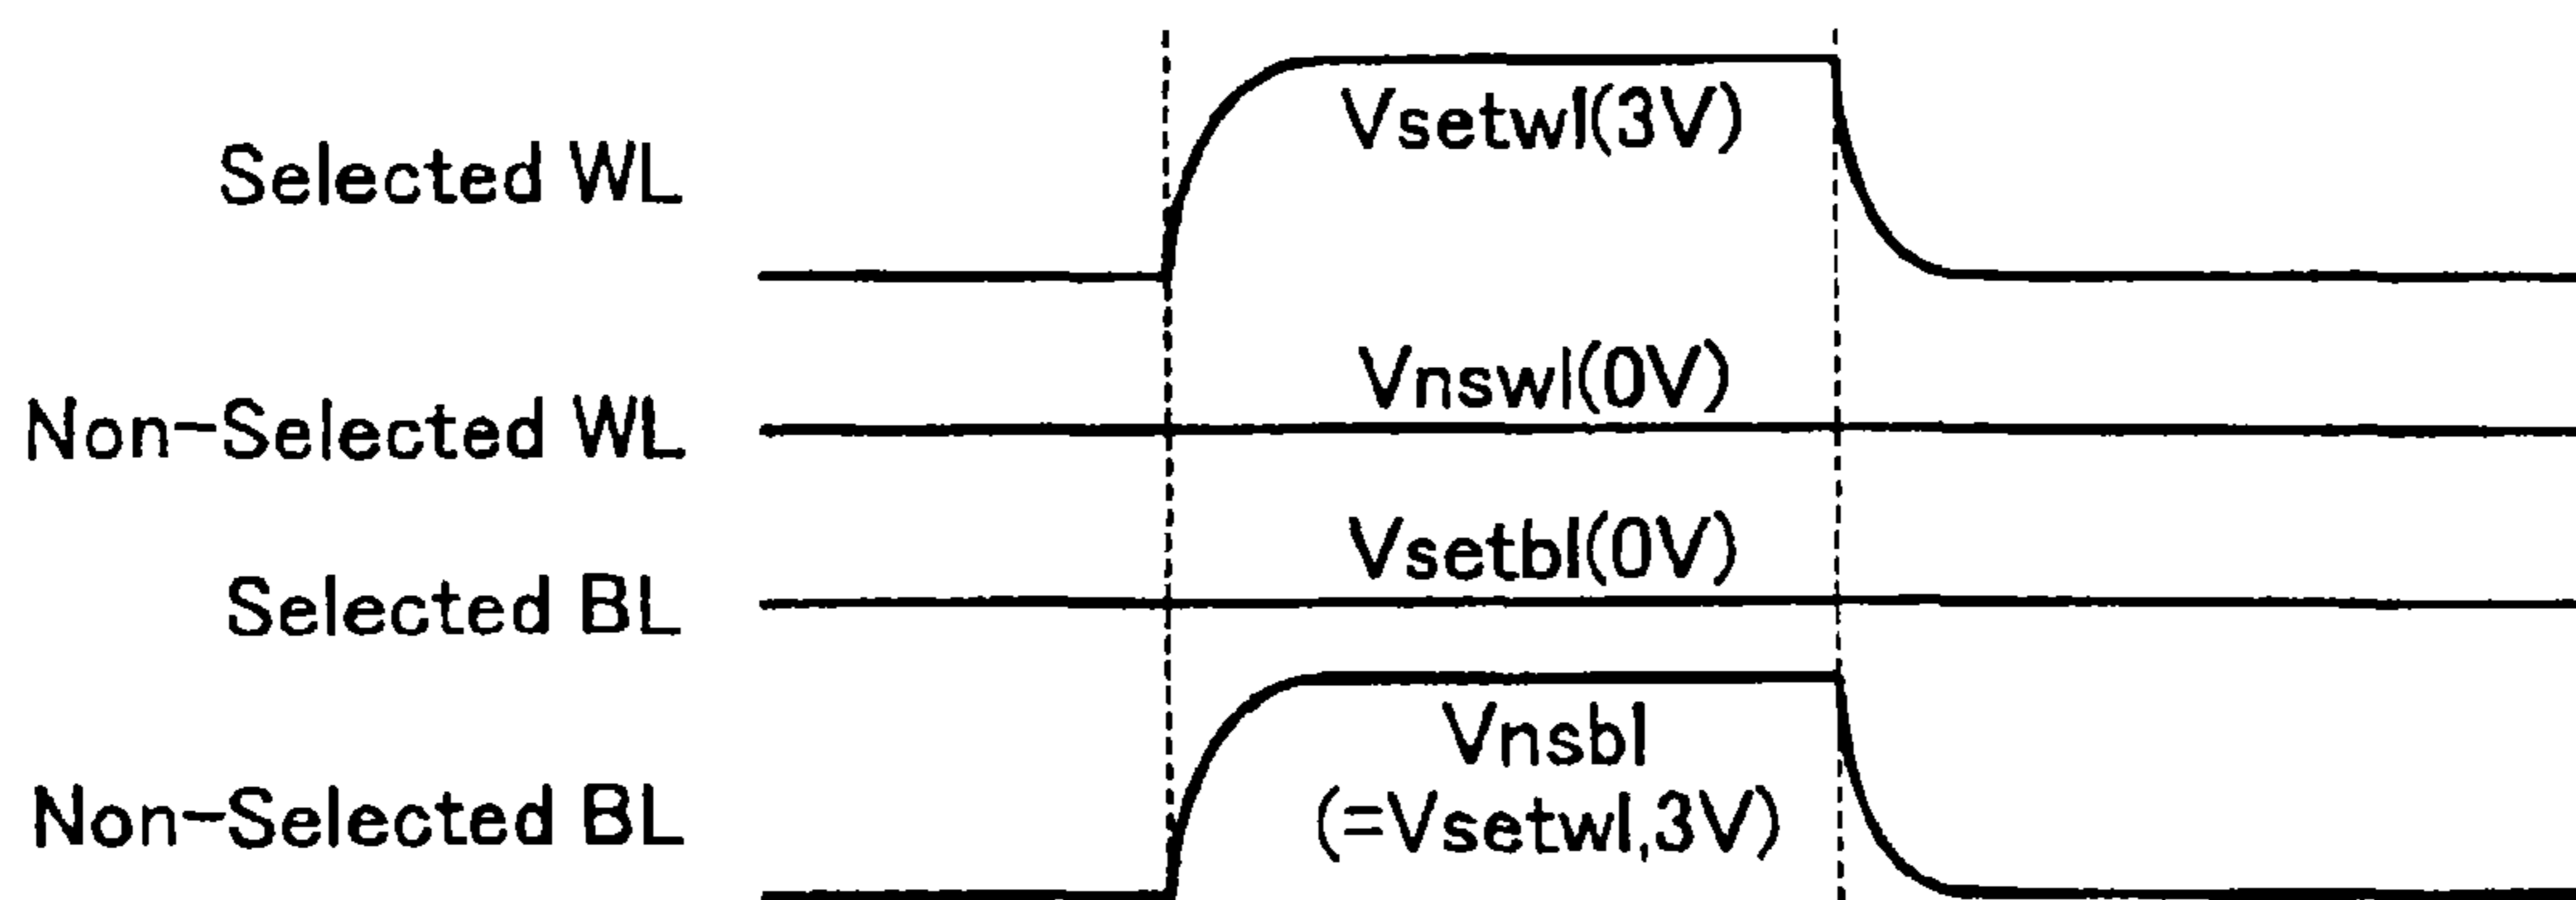 Selected WL
Vsetwl(3V)
Non-Selected WL
Vnswl(0V)
Selected BL
Vsetbl(0V)
Non-Selected BL
Vnsbl
(=Vsetwl,3V)